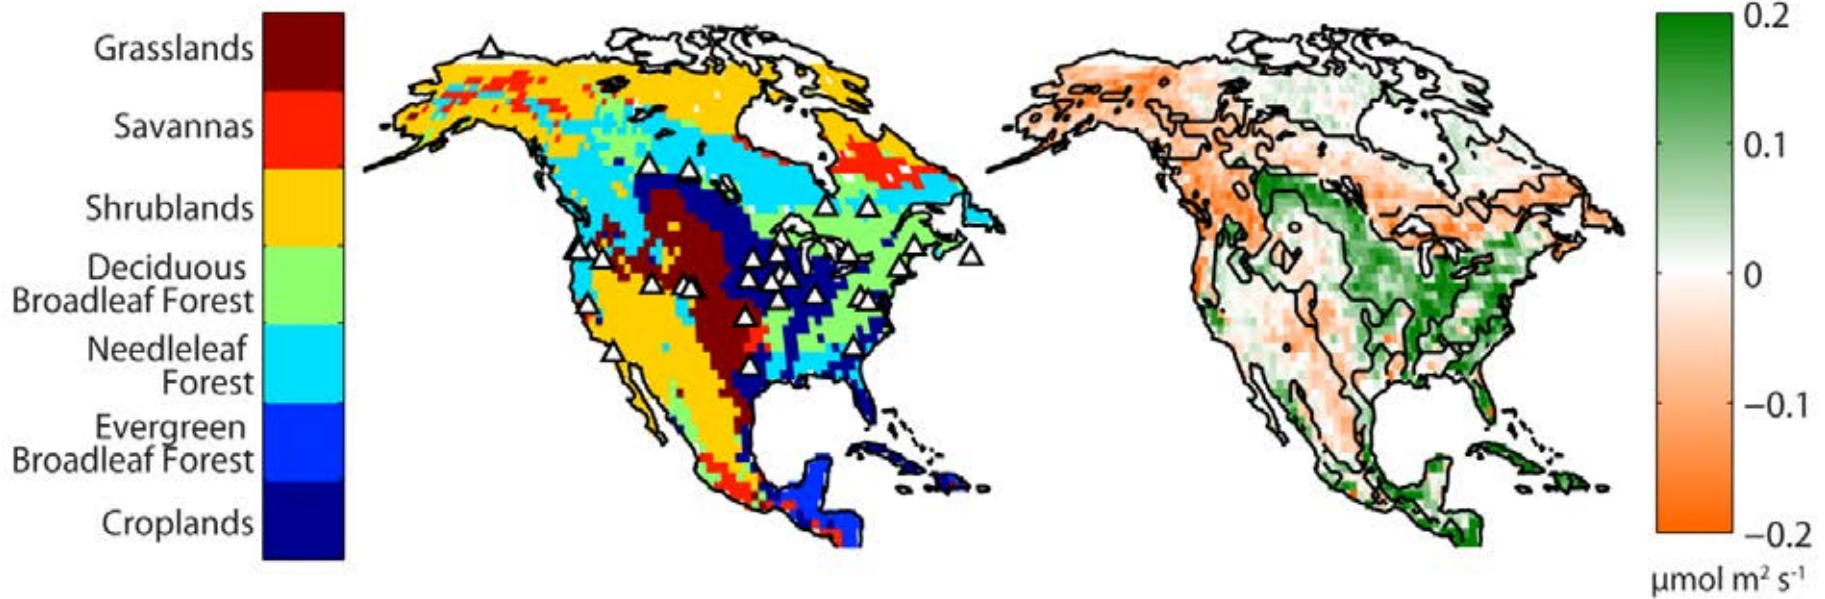 Grasslands
Savannas
Shrublands
Deciduous
Broadleaf Forest
Needleleaf
Forest
Evergreen
Broadleaf Forest
Croplands
0.2
0.1
0
−0.1
−0.2
μmol m² s⁻¹